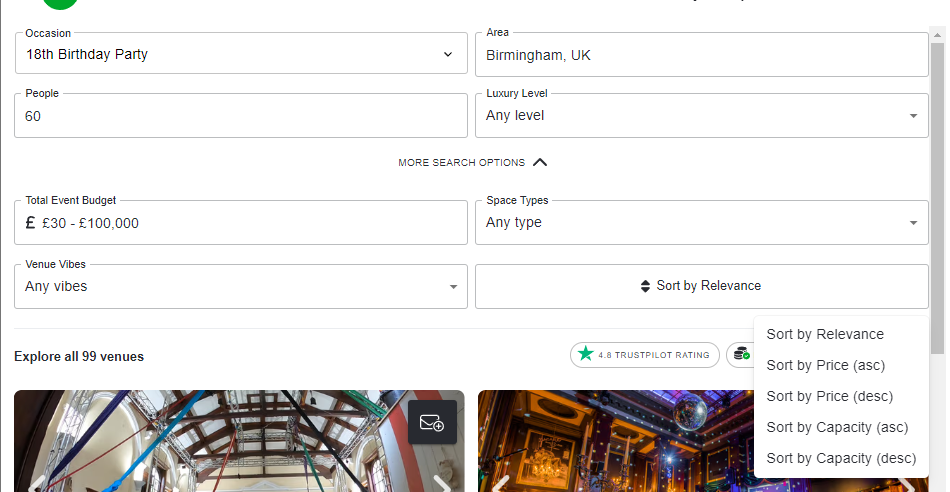 Occasion
18th Birthday Party
Area
Birmingham, UK
People
60
Luxury Level
Any level
MORE SEARCH OPTIONS
Total Event Budget
£ £30 - £100,000
Space Types
Any type
Venue Vibes
Any vibes
Sort by Relevance
Explore all 99 venues
4.8 TRUSTPILOT RATING
Sort by Relevance
Sort by Price (asc)
Sort by Price (desc)
Sort by Capacity (asc)
Sort by Capacity (desc)